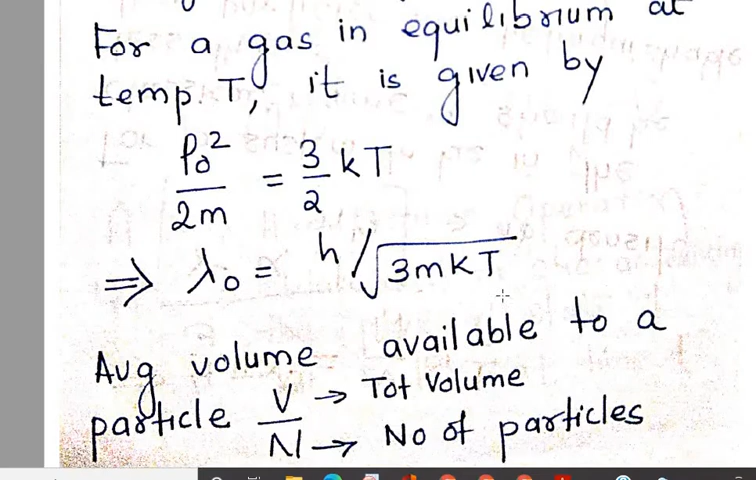 For a gas in equilibrium at
temp. T, it is given by
p₀²/2m = 3/2 kT
⇒ λ₀ = h/√3mkT
Avg volume available to a
particle V → Tot Volume
N → No of particles